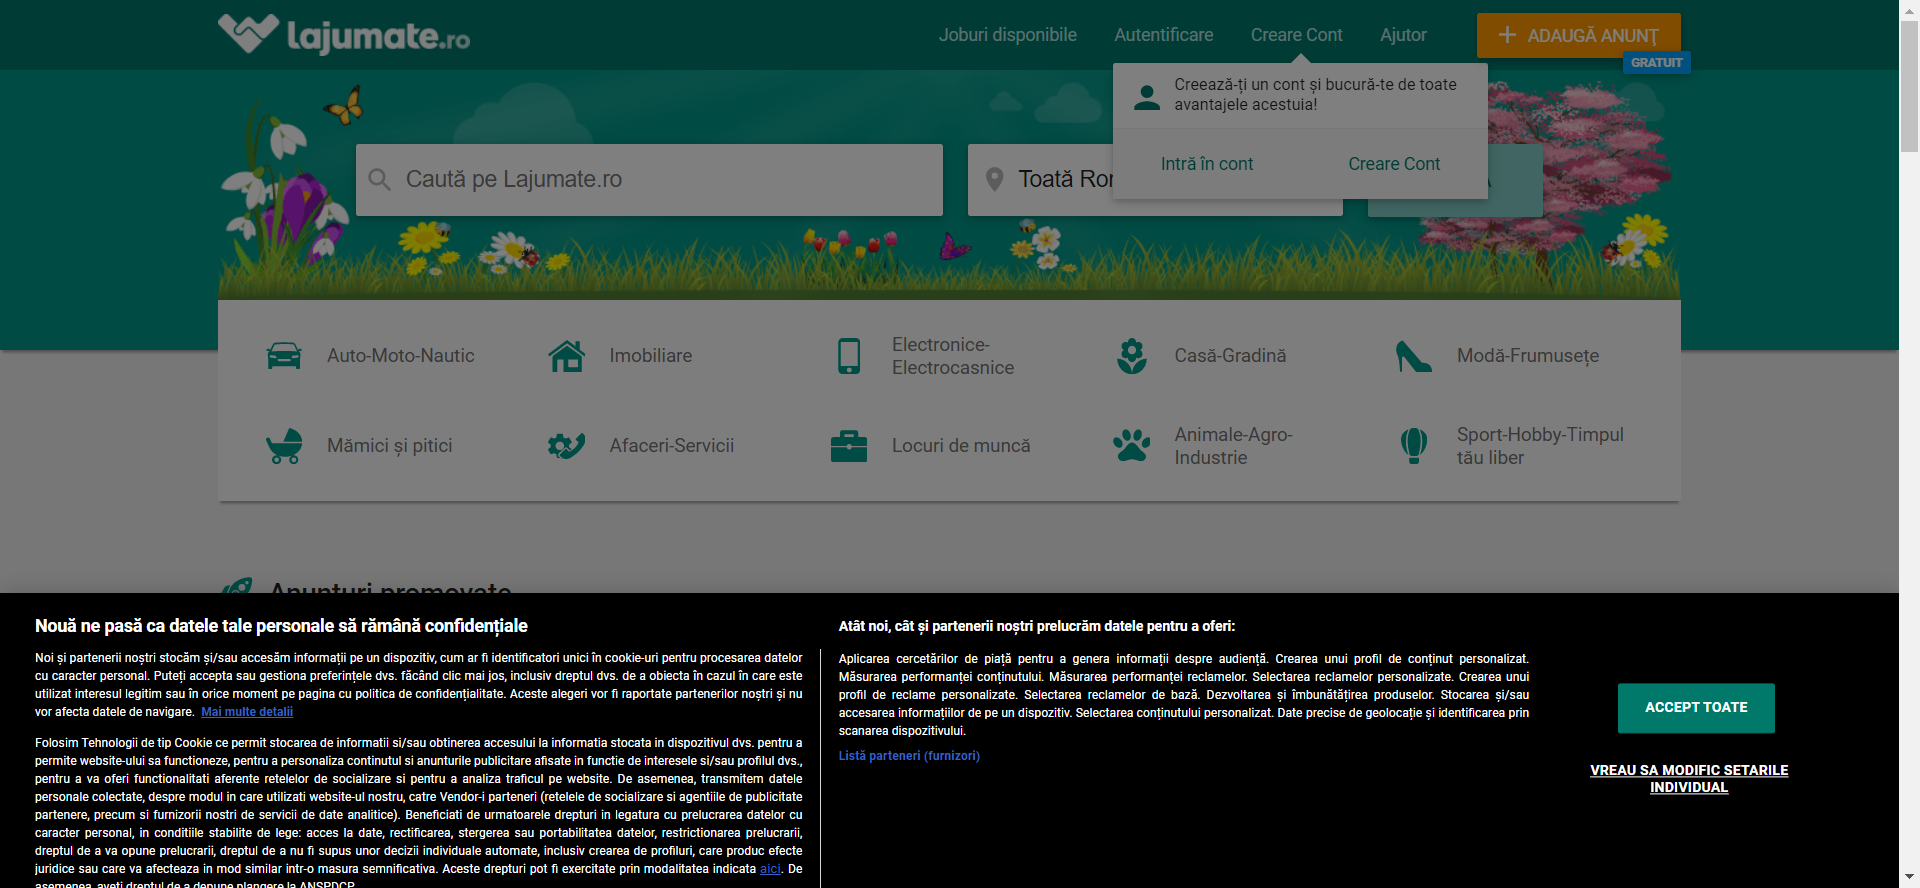 Lajumate.ro
Joburi disponibile
Autentificare
Creare Cont
Ajutor
ADAUGĂ ANUNŢ
GRATUIT
Creează-ți un cont și bucură-te de toate
avantajele acestuia!
Intră în cont
Creare Cont
Caută pe Lajumate.ro
Toată
Auto-Moto-Nautic
Imobiliare
Electronice-
Electrocasnice
Casă-Gradină
Modă-Frumusețe
Mămici și pitici
Afaceri-Servicii
Locuri de muncă
Animale-Agro-
Industrie
Sport-Hobby-Timpul
tău liber
Anunțuri promovate
Nouă ne pasă ca datele tale personale să rămână confidențiale
Noi și partenerii noștri stocăm și/sau accesăm informații pe un dispozitiv, cum ar fi identificatori unici în cookie-uri pentru procesarea datelor
cu caracter personal. Puteți accepta sau gestiona preferințele dvs. făcând clic mai jos, inclusiv dreptul dvs. de a obiecta în cazul în care este
utilizat interesul legitim sau în orice moment pe pagina cu politica de confidențialitate. Aceste alegeri vor fi raportate partenerilor noștri și nu
vor afecta datele de navigare. Mai multe detalii
Folosim Tehnologii de tip Cookie ce permit stocarea de informatii si/sau obtinerea accesului la informatia stocata in dispozitivul dvs. pentru a
permite website-ului sa functioneze, pentru a personaliza continutul si anunturile publicitare afisate in functie de interesele si/sau profilul dvs.,
pentru a va oferi functionalitati aferente retelelor de socializare si pentru a analiza traficul pe website. De asemenea, transmitem datele
personale colectate, despre modul in care utilizati website-ul nostru, catre Vendor-i parteneri (retelele de socializare si agentiile de publicitate
partenere, precum si furnizorii nostri de servicii de date analitice). Beneficiati de urmatoarele drepturi in legatura cu prelucrarea datelor cu
caracter personal, in conditiile stabilite de lege: acces la date, rectificarea, stergerea sau portabilitatea datelor, restrictionarea prelucrarii,
dreptul de a va opune prelucrarii, dreptul de a nu fi supus unor decizii individuale automate, inclusiv crearea de profiluri, care produc efecte
juridice sau care va afecteaza in mod similar intr-o masura semnificativa. Aceste drepturi pot fi exercitate prin modalitatea indicata aici. De
asemenea, aveti dreptul de a depune plangere la ANSPDCP
Atât noi, cât și partenerii noștri prelucrăm datele pentru a oferi:
Aplicarea cercetărilor de piață pentru a genera informații despre audiență. Crearea unui profil de conținut personalizat.
Măsurarea performanței conținutului. Măsurarea performanței reclamelor. Selectarea reclamelor personalizate. Crearea unui
profil de reclame personalizate. Selectarea reclamelor de bază. Dezvoltarea și îmbunătățirea produselor. Stocarea și/sau
accesarea informațiilor de pe un dispozitiv. Selectarea conținutului personalizat. Date precise de geolocație și identificarea prin
scanarea dispozitivului.
Listă parteneri (furnizori)
ACCEPT TOATE
VREAU SA MODIFIC SETARILE
INDIVIDUAL